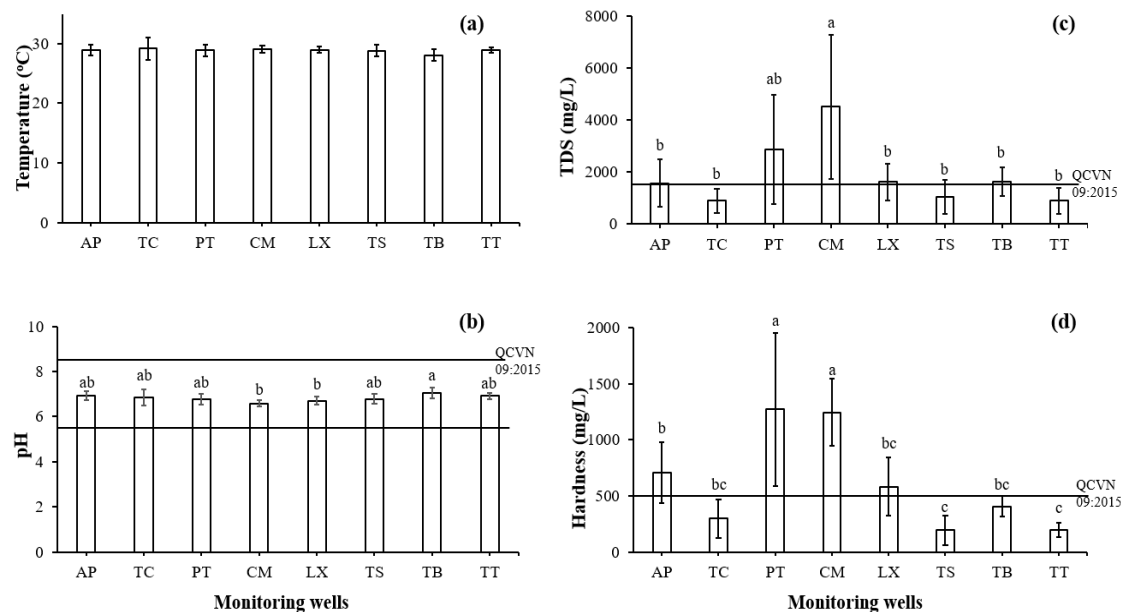 (a)
Temperature (°C)
30
20
10
0
AP TC PT CM LX TS TB TT
(c)
TDS (mg/L)
8000
6000
4000
2000
0
b b ab a b b b b
QCVN
09:2015
AP TC PT CM LX TS TB TT
(b)
pH
10
8
6
4
2
0
QCVN
09:2015
ab ab ab b b ab a ab
AP TC PT CM LX TS TB TT
Monitoring wells
(d)
Hardness (mg/L)
2000
1500
1000
500
0
b bc a a bc c bc c
QCVN
09:2015
AP TC PT CM LX TS TB TT
Monitoring wells